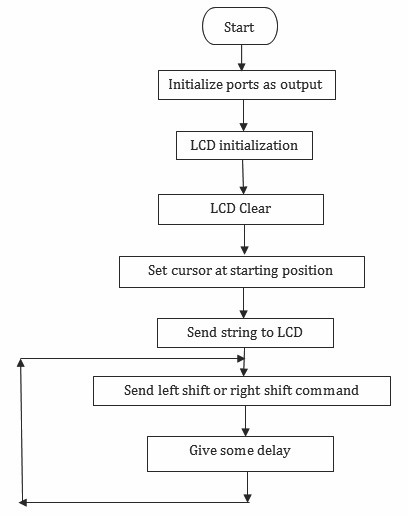 Start
Initialize ports as output
LCD initialization
LCD Clear
Set cursor at starting position
Send string to LCD
Send left shift or right shift command
Give some delay